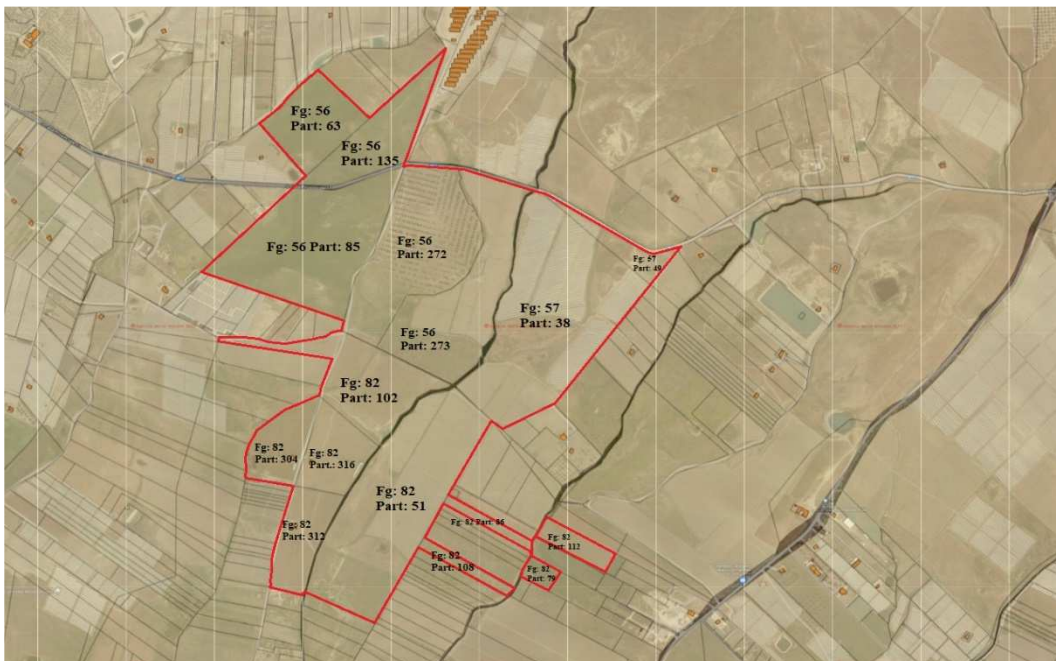 Fg: 56
Part: 63
Fg: 56
Part: 135
Fg: 56 Part: 85
Fg: 56
Part: 272
Fg: 57
Part: 49
Fg: 57
Part: 38
Fg: 56
Part: 273
Fg: 82
Part: 102
Fg: 82
Part: 304
Fg: 82
Part.: 316
Fg: 82
Part: 51
Fg: 82
Part: 312
Fg: 82 Part: 86
Fg: 82
Part: 108
Fg: 82
Part: 112
Fg: 82
Part: 79